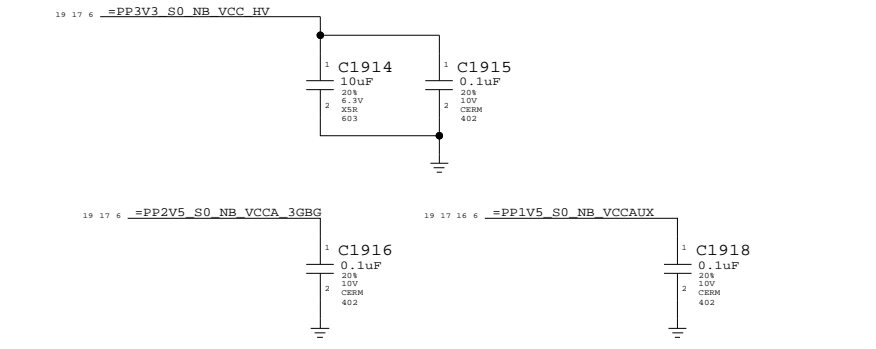 19 17 6 =PP3V3_S0_NB_VCC_HV
1 C1914
10uF
20%
6.3V
2 X5R
603
1 C1915
0.1uF
20%
10V
2 CERM
402
19 17 6 =PP2V5_S0_NB_VCCA_3GBG
1 C1916
0.1uF
20%
10V
2 CERM
402
19 17 16 6 =PP1V5_S0_NB_VCCAUX
1 C1918
0.1uF
20%
10V
2 CERM
402